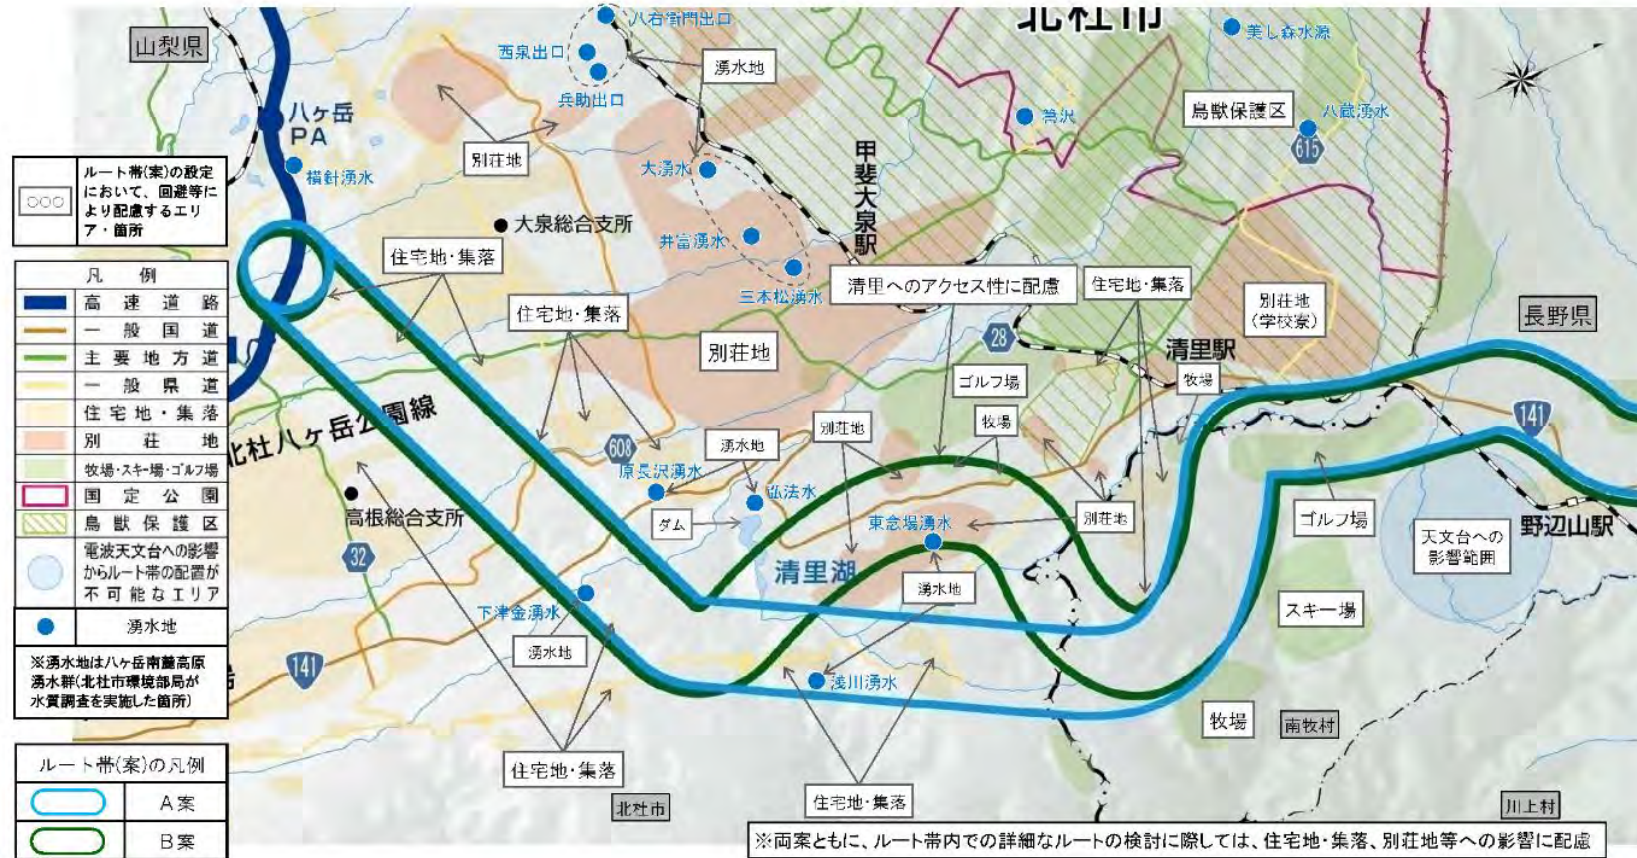 北杜市
山梨県
八右衛門出口
西泉出口
兵助出口
湧水地
美し森水源
八ヶ岳
PA
横針湧水
別荘地
大湧水
甲斐大泉駅
筒沢
鳥獣保護区
八蔵湧水
615
ルート帯(案)の設定
において、回避等に
より配慮するエリ
ア・箇所
○○○
大泉総合支所
住宅地・集落
井富湧水
三本松湧水
清里へのアクセス性に配慮
住宅地・集落
別荘地
(学校寮)
長野県
住宅地・集落
別荘地
28
清里駅
牧場
ゴルフ場
凡例
高速道路
一般国道
主要地方道
一般県道
住宅地・集落
別荘地
牧場・スキー場・ゴルフ場
国定公園
鳥獣保護区
電波天文台への影響
からルート帯の配置が
不可能なエリア
湧水地
※湧水地は八ヶ岳南麓高原
湧水群(北杜市環境部局が
水質調査を実施した箇所)
北杜八ヶ岳公園線
608
原長沢湧水
湧水地
別荘地
牧場
141
弘法水
ダム
東念場湧水
別荘地
ゴルフ場
野辺山駅
天文台への
影響範囲
高根総合支所
32
清里湖
湧水地
下津金湧水
湧水地
スキー場
141
浅川湧水
牧場
南牧村
住宅地・集落
住宅地・集落
北杜市
川上村
ルート帯(案)の凡例
A案
B案
※両案ともに、ルート帯内での詳細なルートの検討に際しては、住宅地・集落、別荘地等への影響に配慮